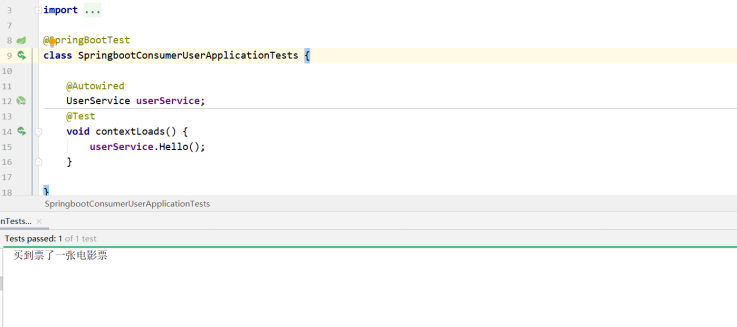 3 import ...
7
8 @SpringBootTest
9 class SpringbootConsumerUserApplicationTests {
10
11 @Autowired
12 UserService userService;
13 @Test
14 void contextLoads() {
15 userService.Hello();
16 }
17
18 }
SpringbootConsumerUserApplicationTests
nTests... ×
Tests passed: 1 of 1 test
买到票了一张电影票